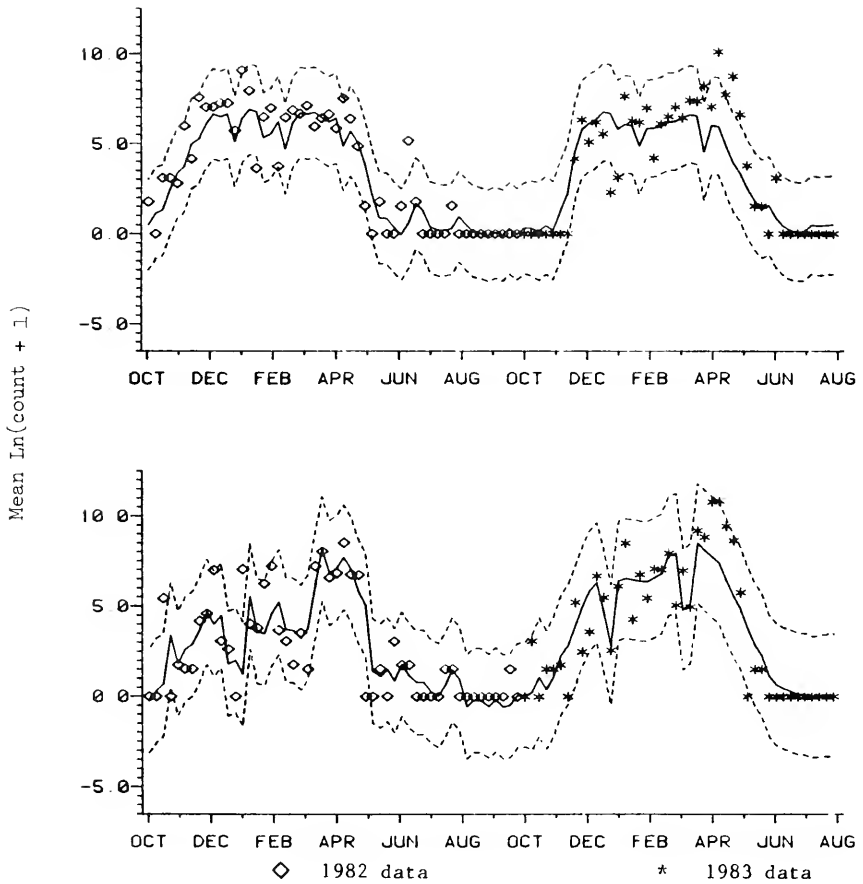 Mean Ln(count + 1)
10.0
5.0
0.0
-5.0
OCT DEC FEB APR JUN AUG OCT DEC FEB APR JUN AUG
10 0
5.0
0 0
-5 0
OCT DEC FEB APR JUN AUG OCT DEC FEB APR JUN AUG
◇ 1982 data * 1983 data